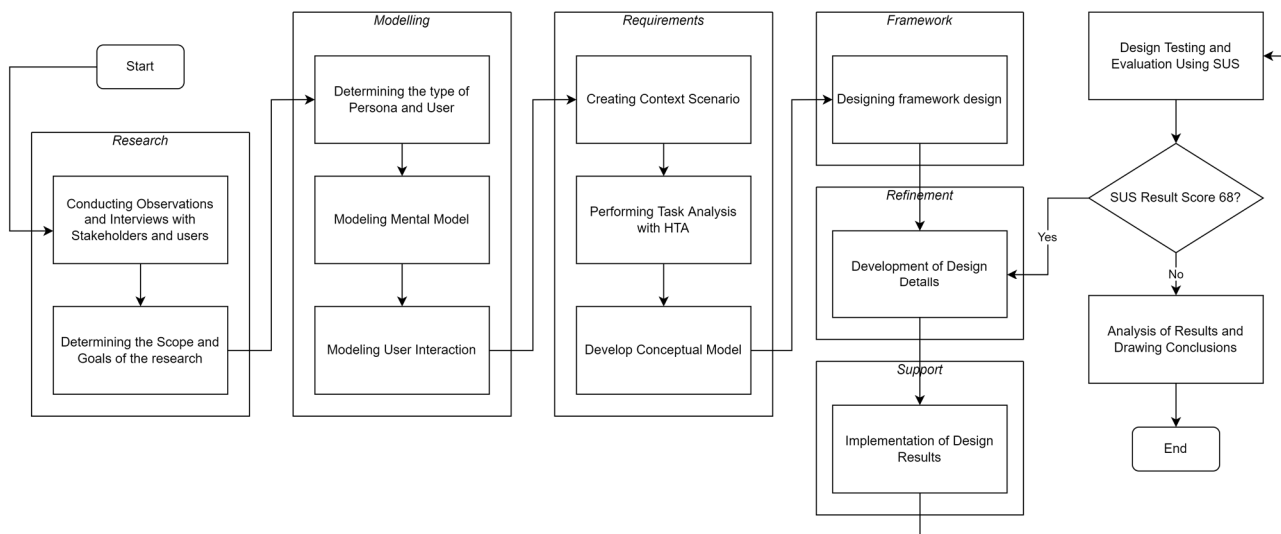 Start
Research
Conducting Observations
and Interviews with
Stakeholders and users
Determining the Scope and
Goals of the research
Modelling
Determining the type of
Persona and User
Modeling Mental Model
Modeling User Interaction
Requirements
Creating Context Scenario
Performing Task Analysis
with HTA
Develop Conceptual Model
Framework
Designing framework design
Refinement
Development of Design
Details
Support
Implementation of Design
Results
Design Testing and
Evaluation Using SUS
SUS Result Score 68?
Yes
No
Analysis of Results and
Drawing Conclusions
End